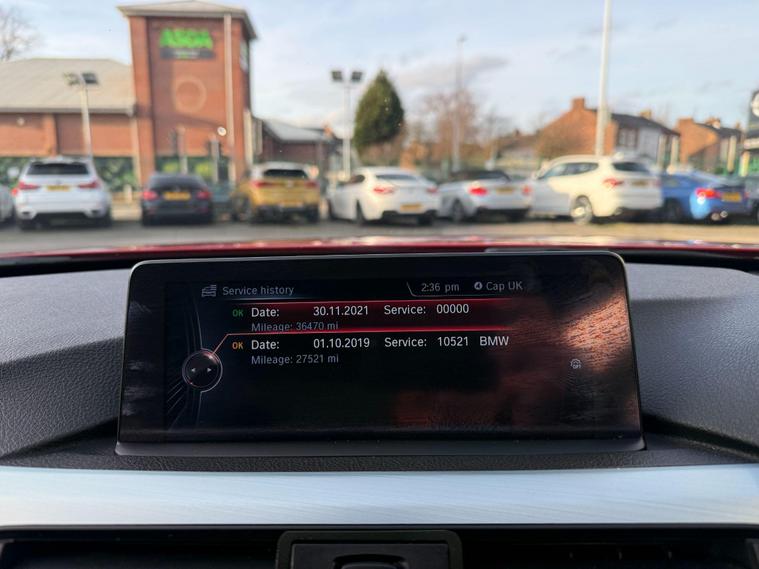 ASDA
Service history 2:36 pm Cap UK
OK Date: 30.11.2021 Service: 00000
Mileage: 36470 mi
OK Date: 01.10.2019 Service: 10521 BMW
Mileage: 27521 mi
OFF